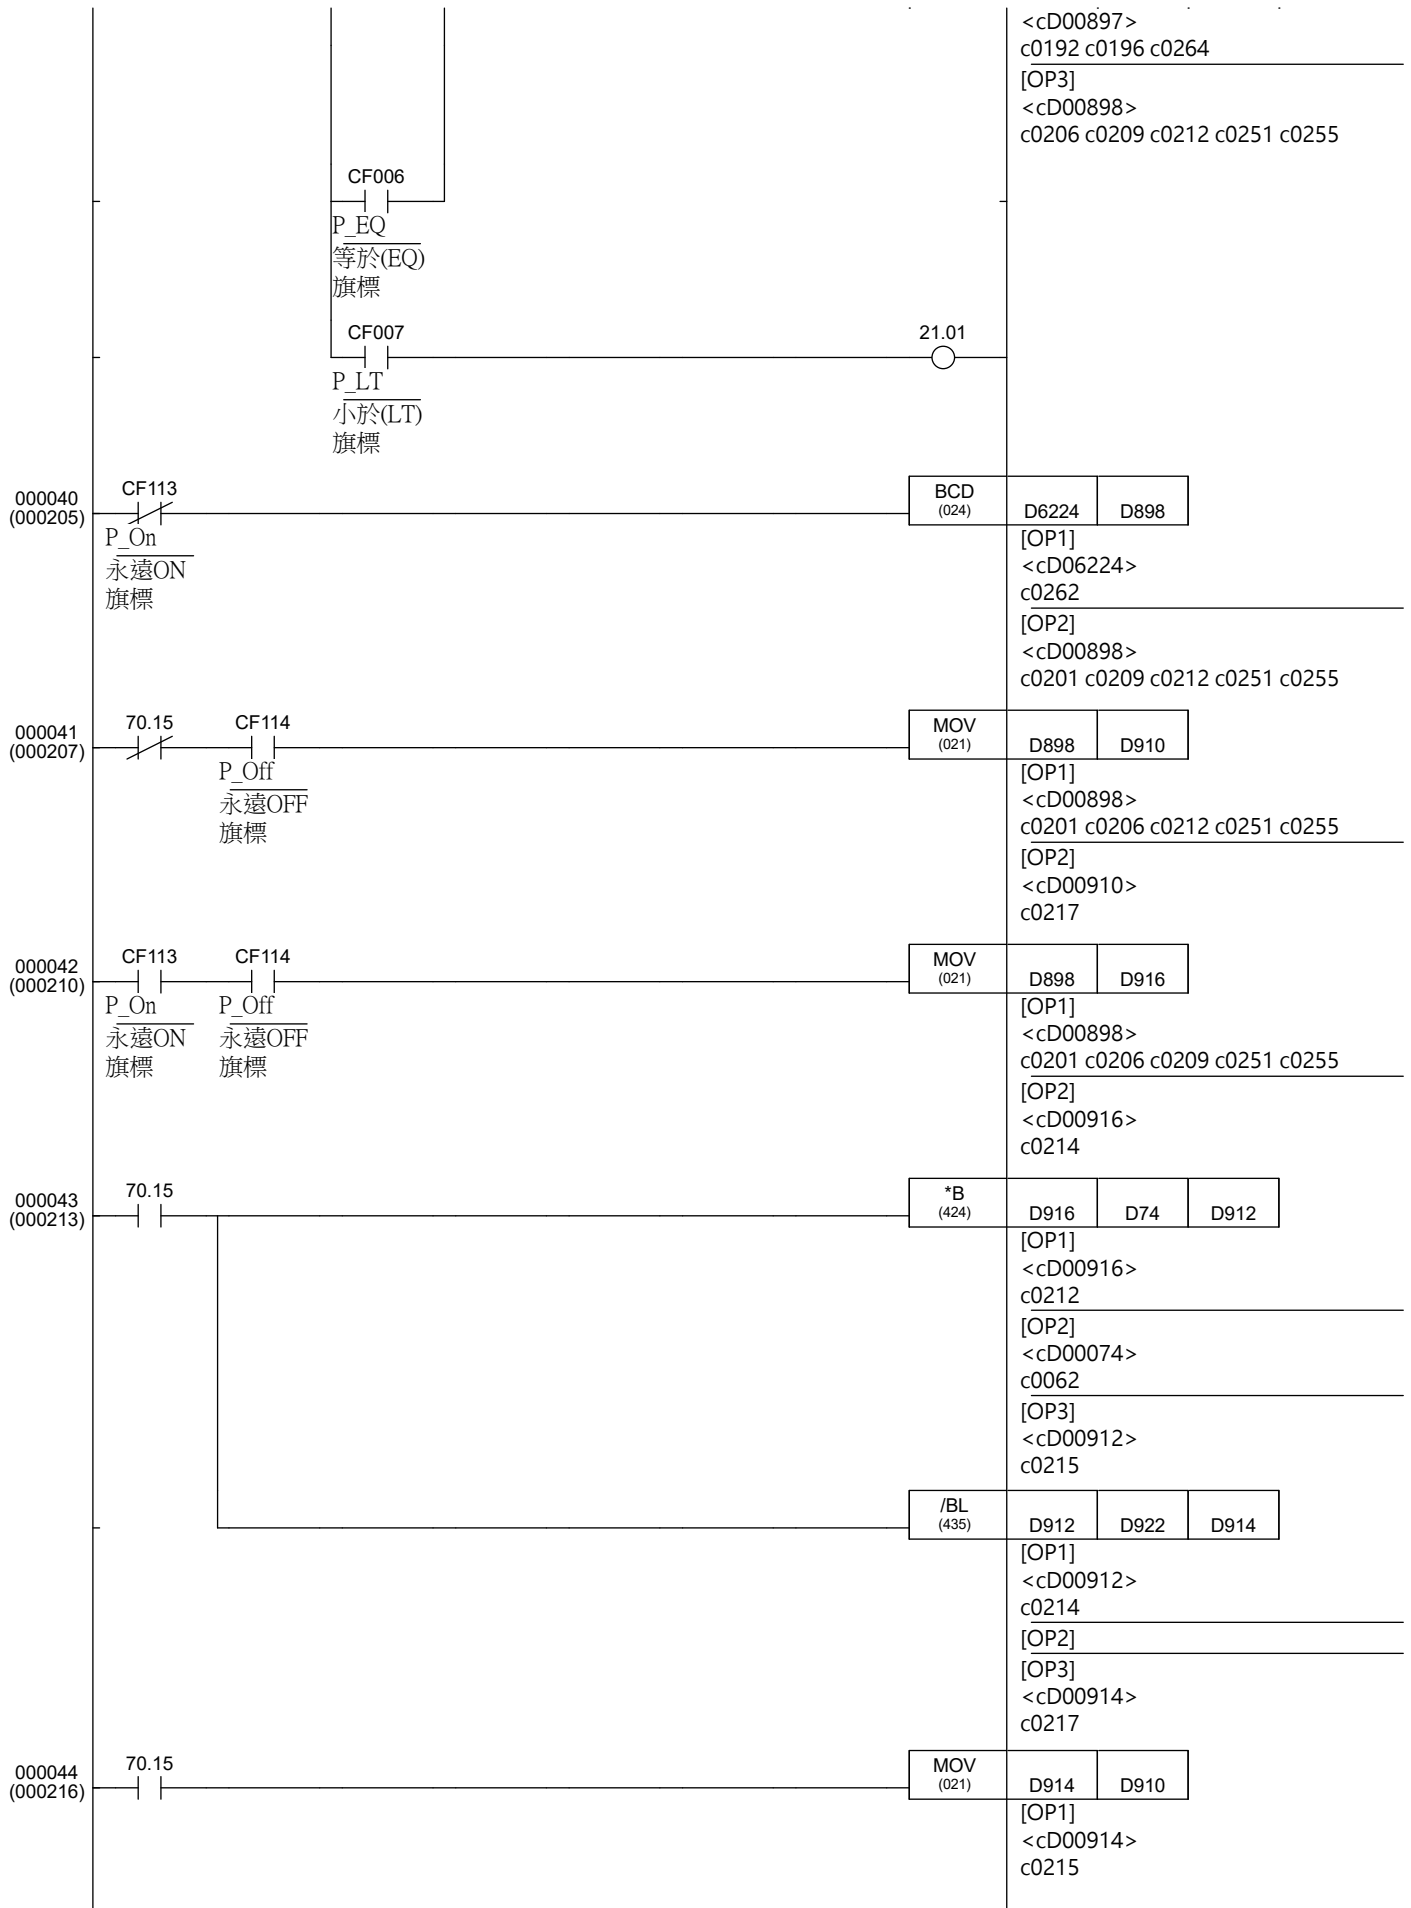 <cD00897>
c0192 c0196 c0264
[OP3]
<cD00898>
c0206 c0209 c0212 c0251 c0255
CF006
P_EQ
等於(EQ)
旗標
CF007
21.01
P_LT
小於(LT)
旗標
000040
(000205)
CF113
P_On
永遠ON
旗標
BCD
(024)
D6224
D898
[OP1]
<cD06224>
c0262
[OP2]
<cD00898>
c0201 c0209 c0212 c0251 c0255
000041
(000207)
70.15
CF114
P_Off
永遠OFF
旗標
MOV
(021)
D898
D910
[OP1]
<cD00898>
c0201 c0206 c0212 c0251 c0255
[OP2]
<cD00910>
c0217
000042
(000210)
CF113
P_On
永遠ON
旗標
CF114
P_Off
永遠OFF
旗標
MOV
(021)
D898
D916
[OP1]
<cD00898>
c0201 c0206 c0209 c0251 c0255
[OP2]
<cD00916>
c0214
000043
(000213)
70.15
*B
(424)
D916
D74
D912
[OP1]
<cD00916>
c0212
[OP2]
<cD00074>
c0062
[OP3]
<cD00912>
c0215
/BL
(435)
D912
D922
D914
[OP1]
<cD00912>
c0214
[OP2]
[OP3]
<cD00914>
c0217
000044
(000216)
70.15
MOV
(021)
D914
D910
[OP1]
<cD00914>
c0215